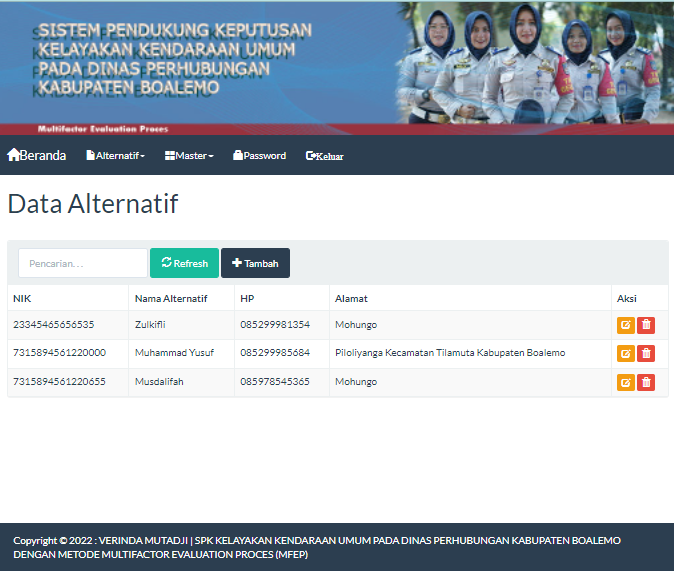 SISTEM PENDUKUNG KEPUTUSAN
KELAYAKAN KENDARAAN UMUM
PADA DINAS PERHUBUNGAN
KABUPATEN BOALEMO
Multifactor Evaluation Proces
Beranda Alternatif Master Password Keluar
Data Alternatif
Pencarian... Refresh Tambah
NIK Nama Alternatif HP Alamat Aksi
23345465656535 Zulkifli 085299981354 Mohungo
7315894561220000 Muhammad Yusuf 085299985684 Piloliyanga Kecamatan Tilamuta Kabupaten Boalemo
7315894561220655 Musdalifah 085978545365 Mohungo
Copyright © 2022 : VERINDA MUTADJI | SPK KELAYAKAN KENDARAAN UMUM PADA DINAS PERHUBUNGAN KABUPATEN BOALEMO
DENGAN METODE MULTIFACTOR EVALUATION PROCES (MFEP)